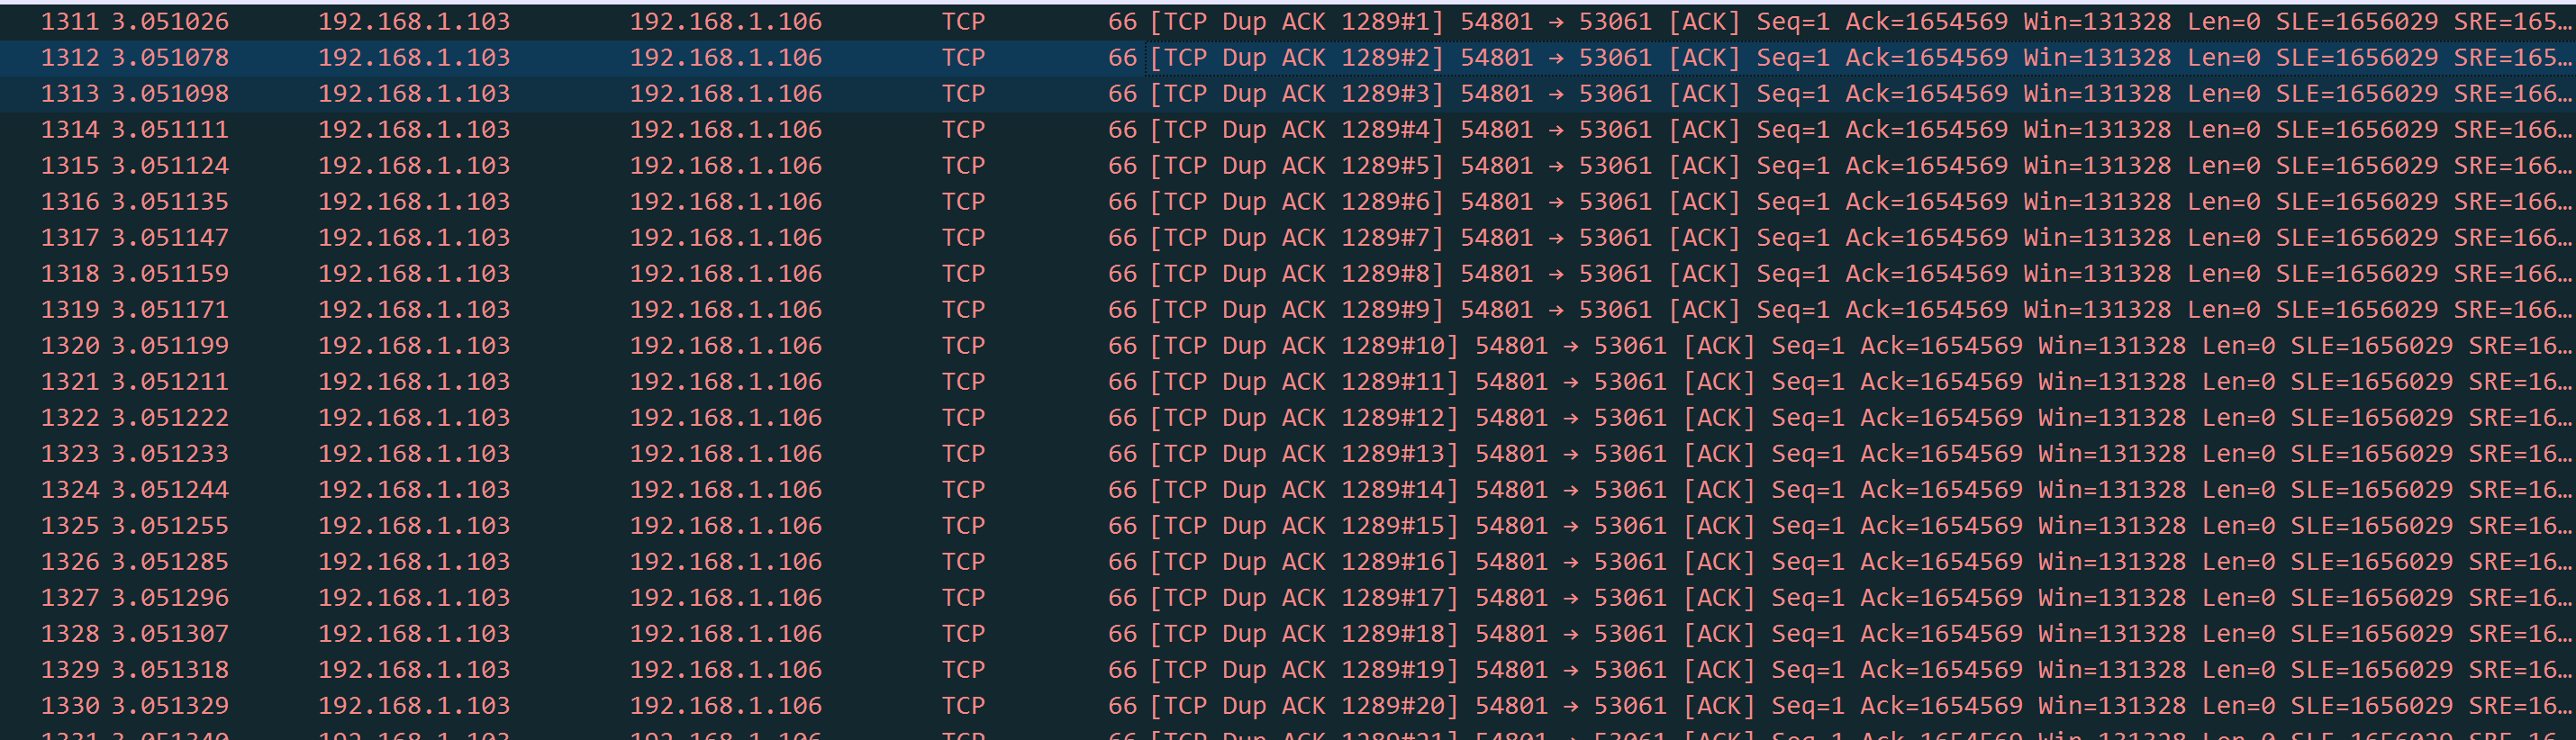 1311 3.051026 192.168.1.103 192.168.1.106 TCP 66 [TCP Dup ACK 1289#1] 54801 → 53061 [ACK] Seq=1 Ack=1654569 Win=131328 Len=0 SLE=1656029 SRE=165…
1312 3.051078 192.168.1.103 192.168.1.106 TCP 66 [TCP Dup ACK 1289#2] 54801 → 53061 [ACK] Seq=1 Ack=1654569 Win=131328 Len=0 SLE=1656029 SRE=165…
1313 3.051098 192.168.1.103 192.168.1.106 TCP 66 [TCP Dup ACK 1289#3] 54801 → 53061 [ACK] Seq=1 Ack=1654569 Win=131328 Len=0 SLE=1656029 SRE=166…
1314 3.051111 192.168.1.103 192.168.1.106 TCP 66 [TCP Dup ACK 1289#4] 54801 → 53061 [ACK] Seq=1 Ack=1654569 Win=131328 Len=0 SLE=1656029 SRE=166…
1315 3.051124 192.168.1.103 192.168.1.106 TCP 66 [TCP Dup ACK 1289#5] 54801 → 53061 [ACK] Seq=1 Ack=1654569 Win=131328 Len=0 SLE=1656029 SRE=166…
1316 3.051135 192.168.1.103 192.168.1.106 TCP 66 [TCP Dup ACK 1289#6] 54801 → 53061 [ACK] Seq=1 Ack=1654569 Win=131328 Len=0 SLE=1656029 SRE=166…
1317 3.051147 192.168.1.103 192.168.1.106 TCP 66 [TCP Dup ACK 1289#7] 54801 → 53061 [ACK] Seq=1 Ack=1654569 Win=131328 Len=0 SLE=1656029 SRE=166…
1318 3.051159 192.168.1.103 192.168.1.106 TCP 66 [TCP Dup ACK 1289#8] 54801 → 53061 [ACK] Seq=1 Ack=1654569 Win=131328 Len=0 SLE=1656029 SRE=166…
1319 3.051171 192.168.1.103 192.168.1.106 TCP 66 [TCP Dup ACK 1289#9] 54801 → 53061 [ACK] Seq=1 Ack=1654569 Win=131328 Len=0 SLE=1656029 SRE=166…
1320 3.051199 192.168.1.103 192.168.1.106 TCP 66 [TCP Dup ACK 1289#10] 54801 → 53061 [ACK] Seq=1 Ack=1654569 Win=131328 Len=0 SLE=1656029 SRE=16…
1321 3.051211 192.168.1.103 192.168.1.106 TCP 66 [TCP Dup ACK 1289#11] 54801 → 53061 [ACK] Seq=1 Ack=1654569 Win=131328 Len=0 SLE=1656029 SRE=16…
1322 3.051222 192.168.1.103 192.168.1.106 TCP 66 [TCP Dup ACK 1289#12] 54801 → 53061 [ACK] Seq=1 Ack=1654569 Win=131328 Len=0 SLE=1656029 SRE=16…
1323 3.051233 192.168.1.103 192.168.1.106 TCP 66 [TCP Dup ACK 1289#13] 54801 → 53061 [ACK] Seq=1 Ack=1654569 Win=131328 Len=0 SLE=1656029 SRE=16…
1324 3.051244 192.168.1.103 192.168.1.106 TCP 66 [TCP Dup ACK 1289#14] 54801 → 53061 [ACK] Seq=1 Ack=1654569 Win=131328 Len=0 SLE=1656029 SRE=16…
1325 3.051255 192.168.1.103 192.168.1.106 TCP 66 [TCP Dup ACK 1289#15] 54801 → 53061 [ACK] Seq=1 Ack=1654569 Win=131328 Len=0 SLE=1656029 SRE=16…
1326 3.051285 192.168.1.103 192.168.1.106 TCP 66 [TCP Dup ACK 1289#16] 54801 → 53061 [ACK] Seq=1 Ack=1654569 Win=131328 Len=0 SLE=1656029 SRE=16…
1327 3.051296 192.168.1.103 192.168.1.106 TCP 66 [TCP Dup ACK 1289#17] 54801 → 53061 [ACK] Seq=1 Ack=1654569 Win=131328 Len=0 SLE=1656029 SRE=16…
1328 3.051307 192.168.1.103 192.168.1.106 TCP 66 [TCP Dup ACK 1289#18] 54801 → 53061 [ACK] Seq=1 Ack=1654569 Win=131328 Len=0 SLE=1656029 SRE=16…
1329 3.051318 192.168.1.103 192.168.1.106 TCP 66 [TCP Dup ACK 1289#19] 54801 → 53061 [ACK] Seq=1 Ack=1654569 Win=131328 Len=0 SLE=1656029 SRE=16…
1330 3.051329 192.168.1.103 192.168.1.106 TCP 66 [TCP Dup ACK 1289#20] 54801 → 53061 [ACK] Seq=1 Ack=1654569 Win=131328 Len=0 SLE=1656029 SRE=16…